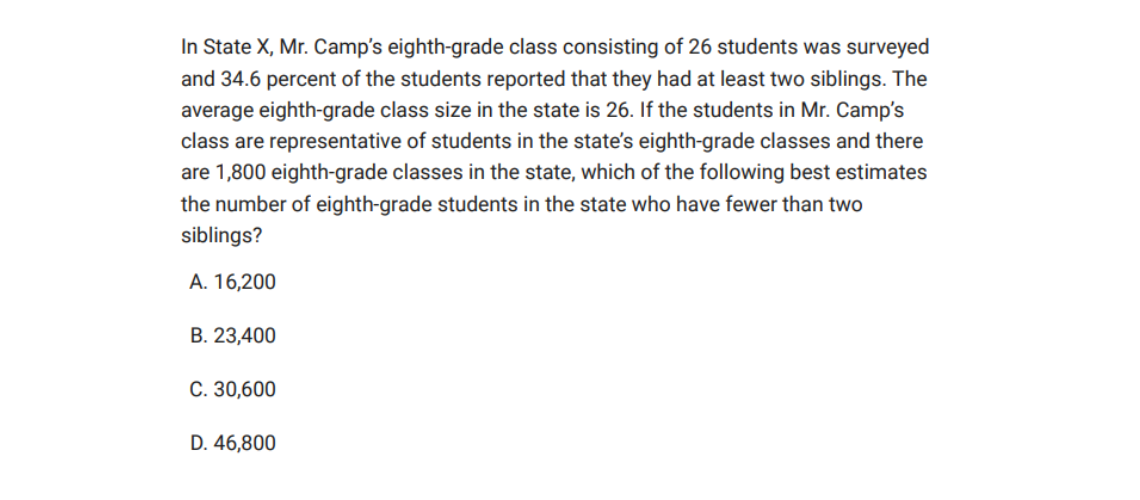 In State X, Mr. Camp's eighth-grade class consisting of 26 students was surveyed
and 34.6 percent of the students reported that they had at least two siblings. The
average eighth-grade class size in the state is 26. If the students in Mr. Camp's
class are representative of students in the state's eighth-grade classes and there
are 1,800 eighth-grade classes in the state, which of the following best estimates
the number of eighth-grade students in the state who have fewer than two
siblings?
A. 16,200
B. 23,400
C. 30,600
D. 46,800